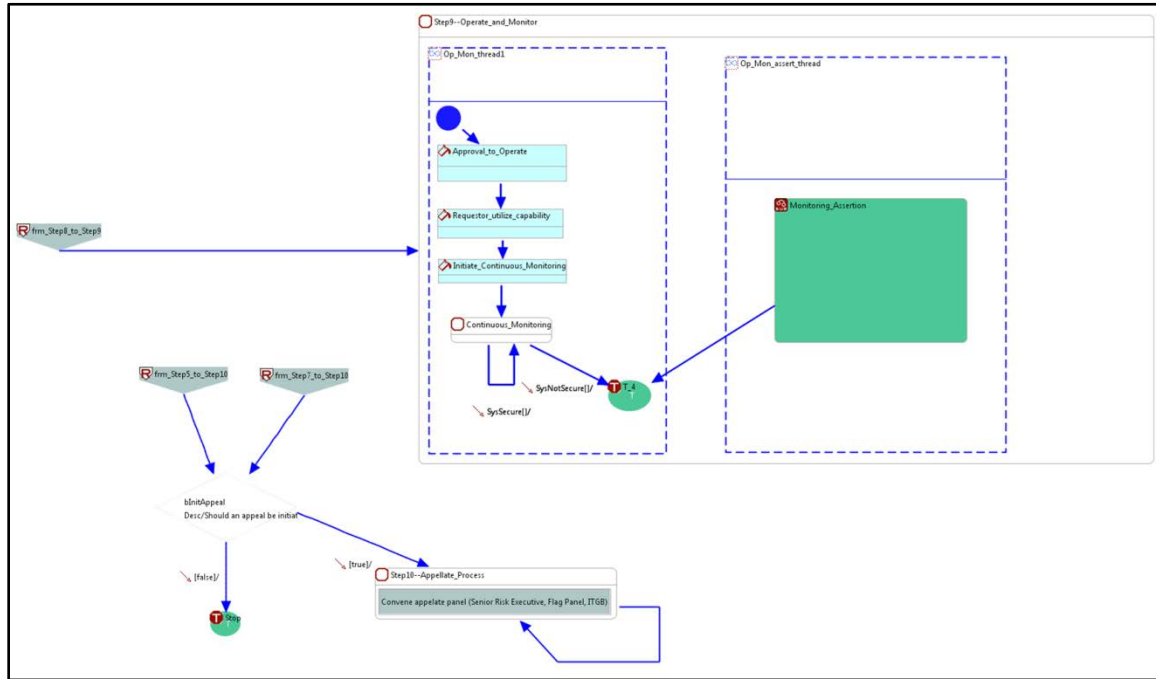 Step9--Operate_and_Monitor
Op_Mon_thread1
Op_Mon_assert_thread
Approval_to_Operate
Monitoring_Assertion
Requestor_utilize_capability
R frm_Step8_to_Step9
Initiate_Continuous_Monitoring
Continuous_Monitoring
R frm_Step5_to_Step10
R frm_Step7_to_Step10
T T_4
T
SysNotSecure[]/
SysSecure[]/
bInitAppeal
Desc/Should an appeal be initiat
[true]/
[false]/
Step10--Appellate_Process
Convene appelate panel (Senior Risk Executive, Flag Panel, ITGB)
T Stop
T